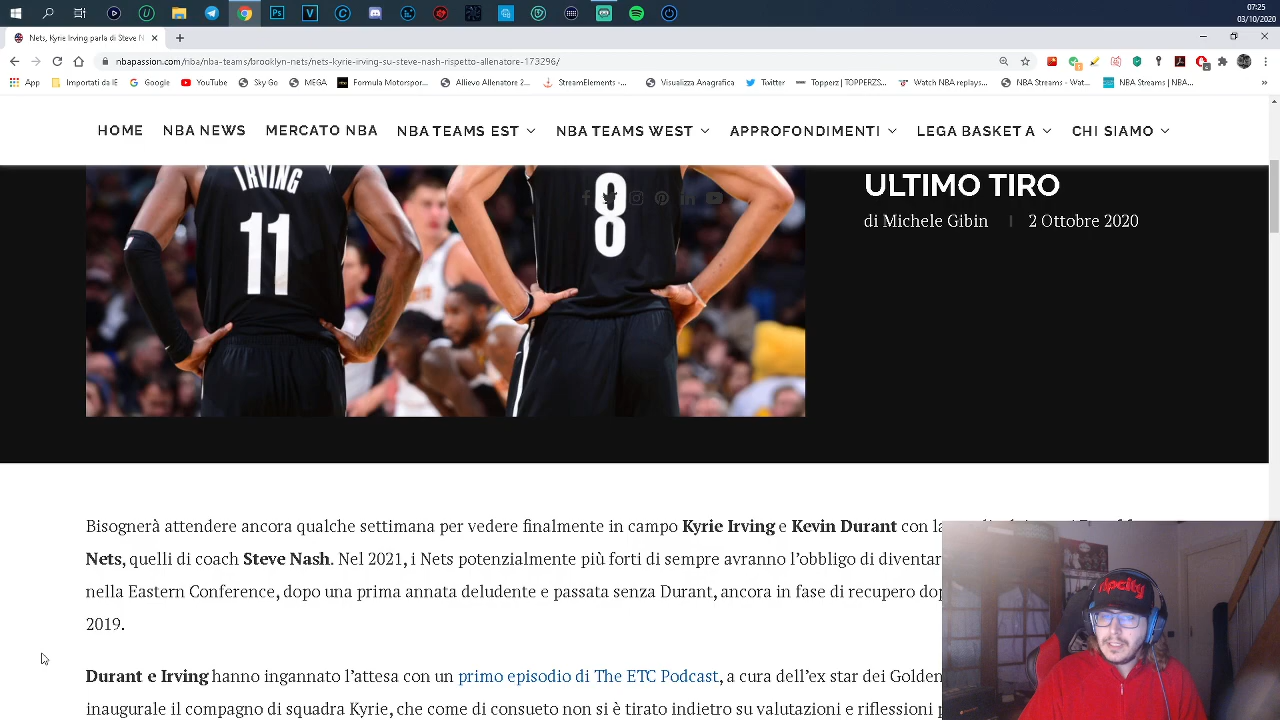 07:25
03/10/2020
Nets, Kyrie Irving parla di Steve N
nbapassion.com/nba/nba-teams/brooklyn-nets/nets-kyrie-irving-su-steve-nash-rispetto-allenatore-173296/
App Importati da IE Google YouTube Sky Go MEGA Formula Motorspor... Allievo Allenatore 2... StreamElements -... Visualizza Anagrafica Twitter Topperz | TOPPERZS... Watch NBA replays... NBA Streams - Wat... NBA Streams | NBA...
HOME NBA NEWS MERCATO NBA NBA TEAMS EST NBA TEAMS WEST APPROFONDIMENTI LEGA BASKET A CHI SIAMO
IRVING
11
8
ULTIMO TIRO
di Michele Gibin | 2 Ottobre 2020
Bisognerà attendere ancora qualche settimana per vedere finalmente in campo Kyrie Irving e Kevin Durant con la
Nets, quelli di coach Steve Nash. Nel 2021, i Nets potenzialmente più forti di sempre avranno l'obbligo di diventar
nella Eastern Conference, dopo una prima annata deludente e passata senza Durant, ancora in fase di recupero dop
2019.
Durant e Irving hanno ingannato l'attesa con un primo episodio di The ETC Podcast, a cura dell'ex star dei Golden
inaugurale il compagno di squadra Kyrie, che come di consueto non si è tirato indietro su valutazioni e riflessioni p
ripcity